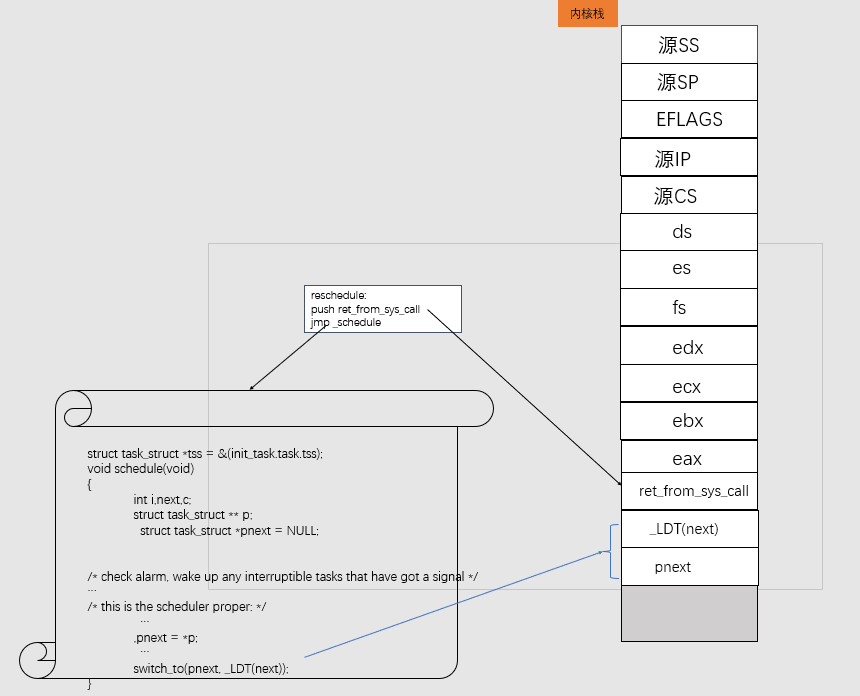 内核栈
源SS
源SP
EFLAGS
源IP
源CS
ds
es
fs
edx
ecx
ebx
eax
ret_from_sys_call
_LDT(next)
pnext
reschedule:
push ret_from_sys_call
jmp _schedule
struct task_struct *tss = &(init_task.task.tss);
void schedule(void)
{
int i,next,c;
struct task_struct ** p;
struct task_struct *pnext = NULL;
/* check alarm, wake up any interruptible tasks that have got a signal */
...
/* this is the scheduler proper: */
...
,pnext = *p;
...
switch_to(pnext, _LDT(next));
}